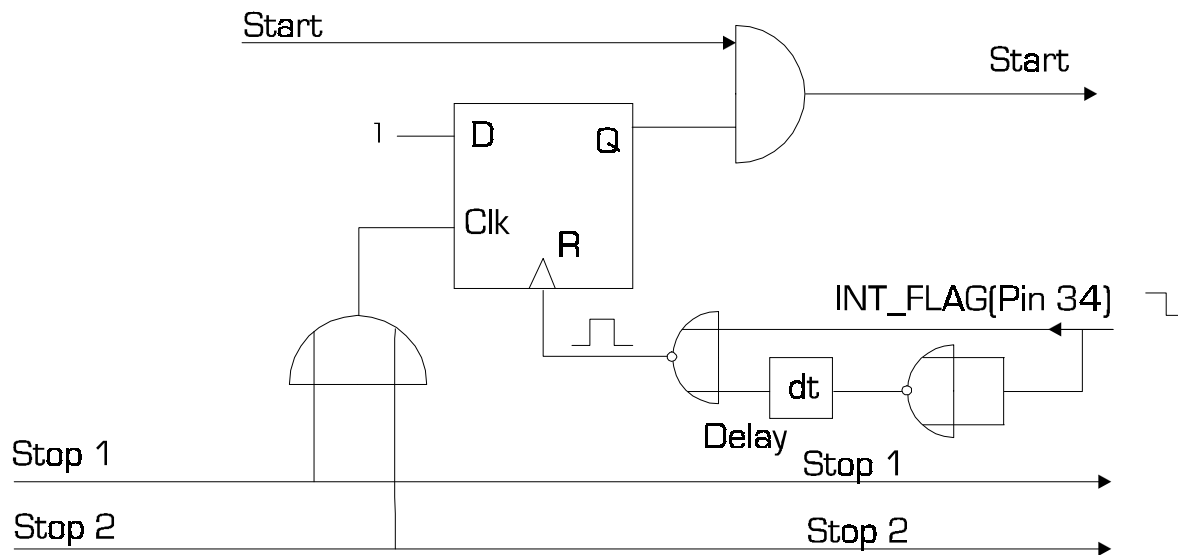 Start
Start
1
D
Q
Clk
R
INT_FLAG(Pin 34)
dt
Delay
Stop 1
Stop 1
Stop 2
Stop 2